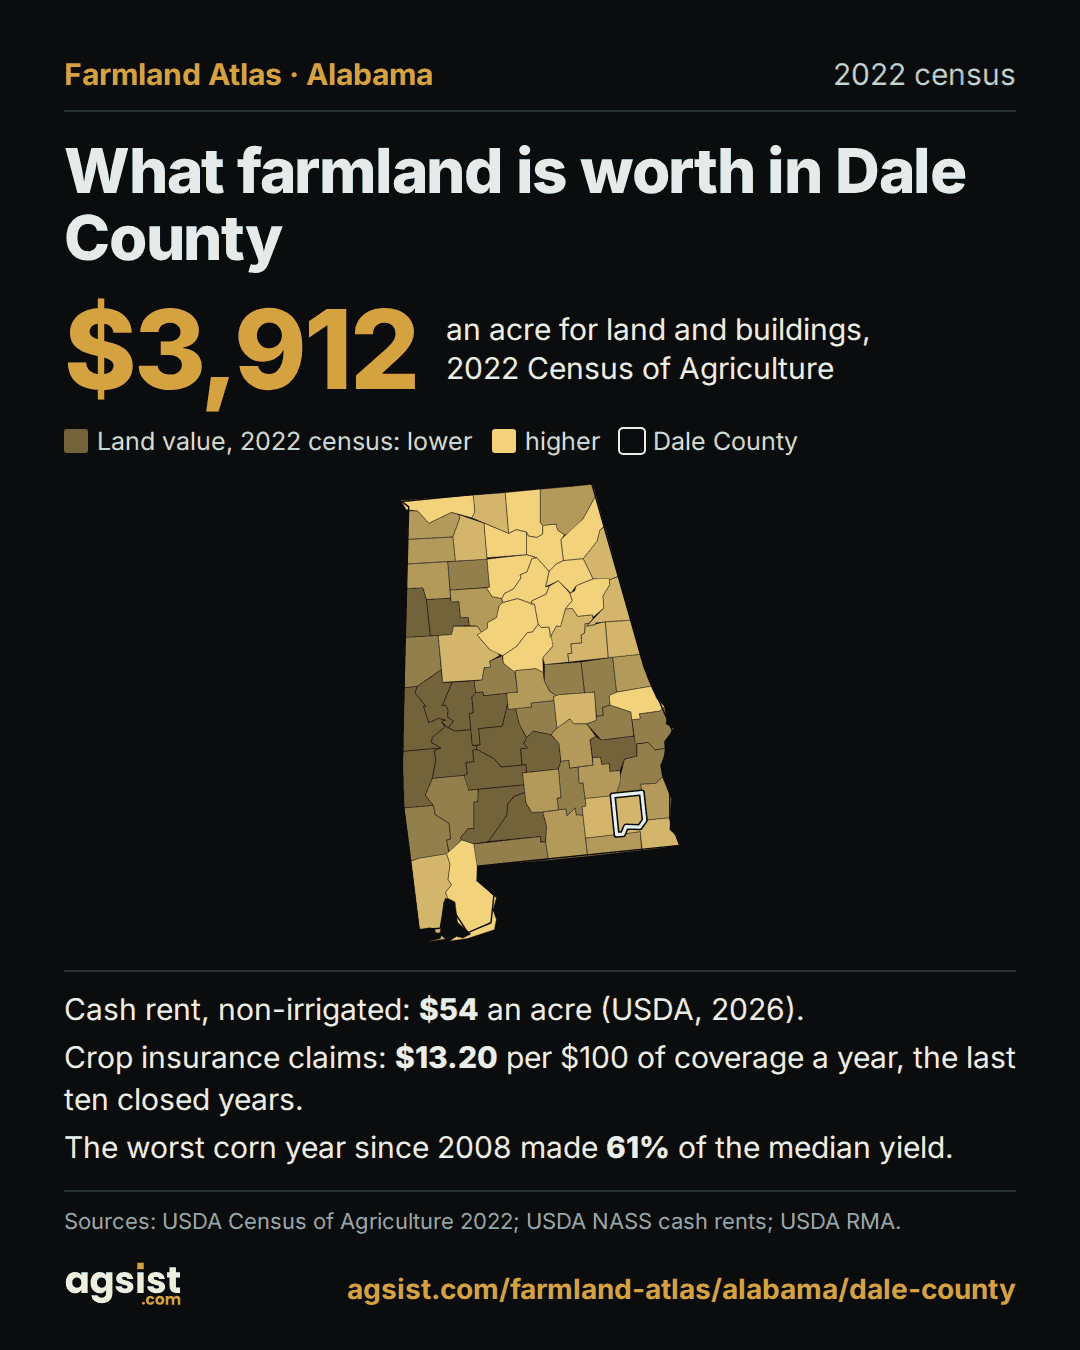 Farmland Atlas · Alabama
2022 census
What farmland is worth in Dale
County
$3,912
an acre for land and buildings,
2022 Census of Agriculture
Land value, 2022 census: lower
higher
Dale County
Cash rent, non-irrigated: $54 an acre (USDA, 2026).
Crop insurance claims: $13.20 per $100 of coverage a year, the last
ten closed years.
The worst corn year since 2008 made 61% of the median yield.
Sources: USDA Census of Agriculture 2022; USDA NASS cash rents; USDA RMA.
agsist
.com
agsist.com/farmland-atlas/alabama/dale-county